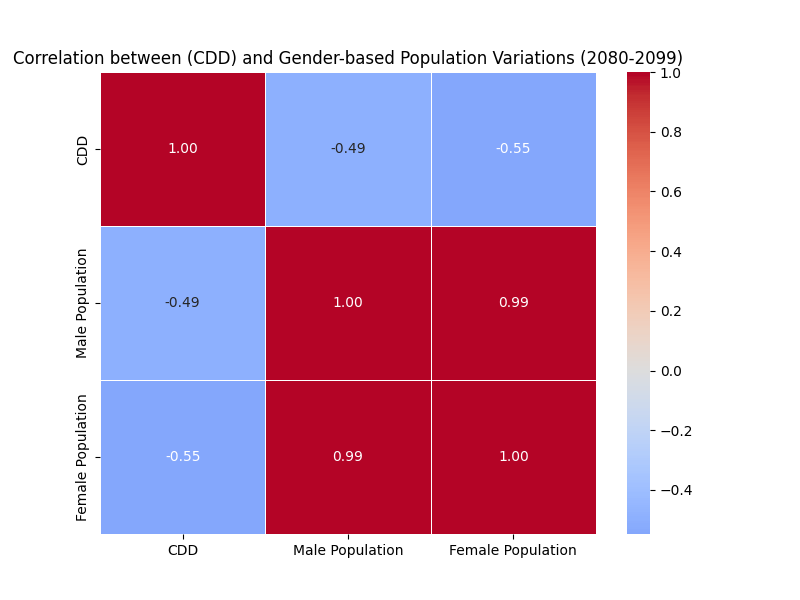 Correlation between (CDD) and Gender-based Population Variations (2080-2099)
CDD
1.00
-0.49
-0.55
Male Population
-0.49
1.00
0.99
Female Population
-0.55
0.99
1.00
CDD
Male Population
Female Population
1.0
0.8
0.6
0.4
0.2
0.0
−0.2
−0.4